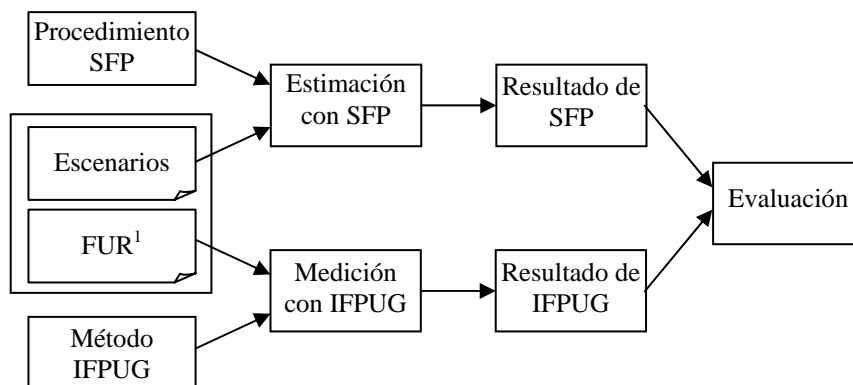 Procedimiento
SFP
Estimación
con SFP
Resultado de
SFP
Escenarios
Evaluación
FUR¹
Medición
con IFPUG
Resultado de
IFPUG
Método
IFPUG